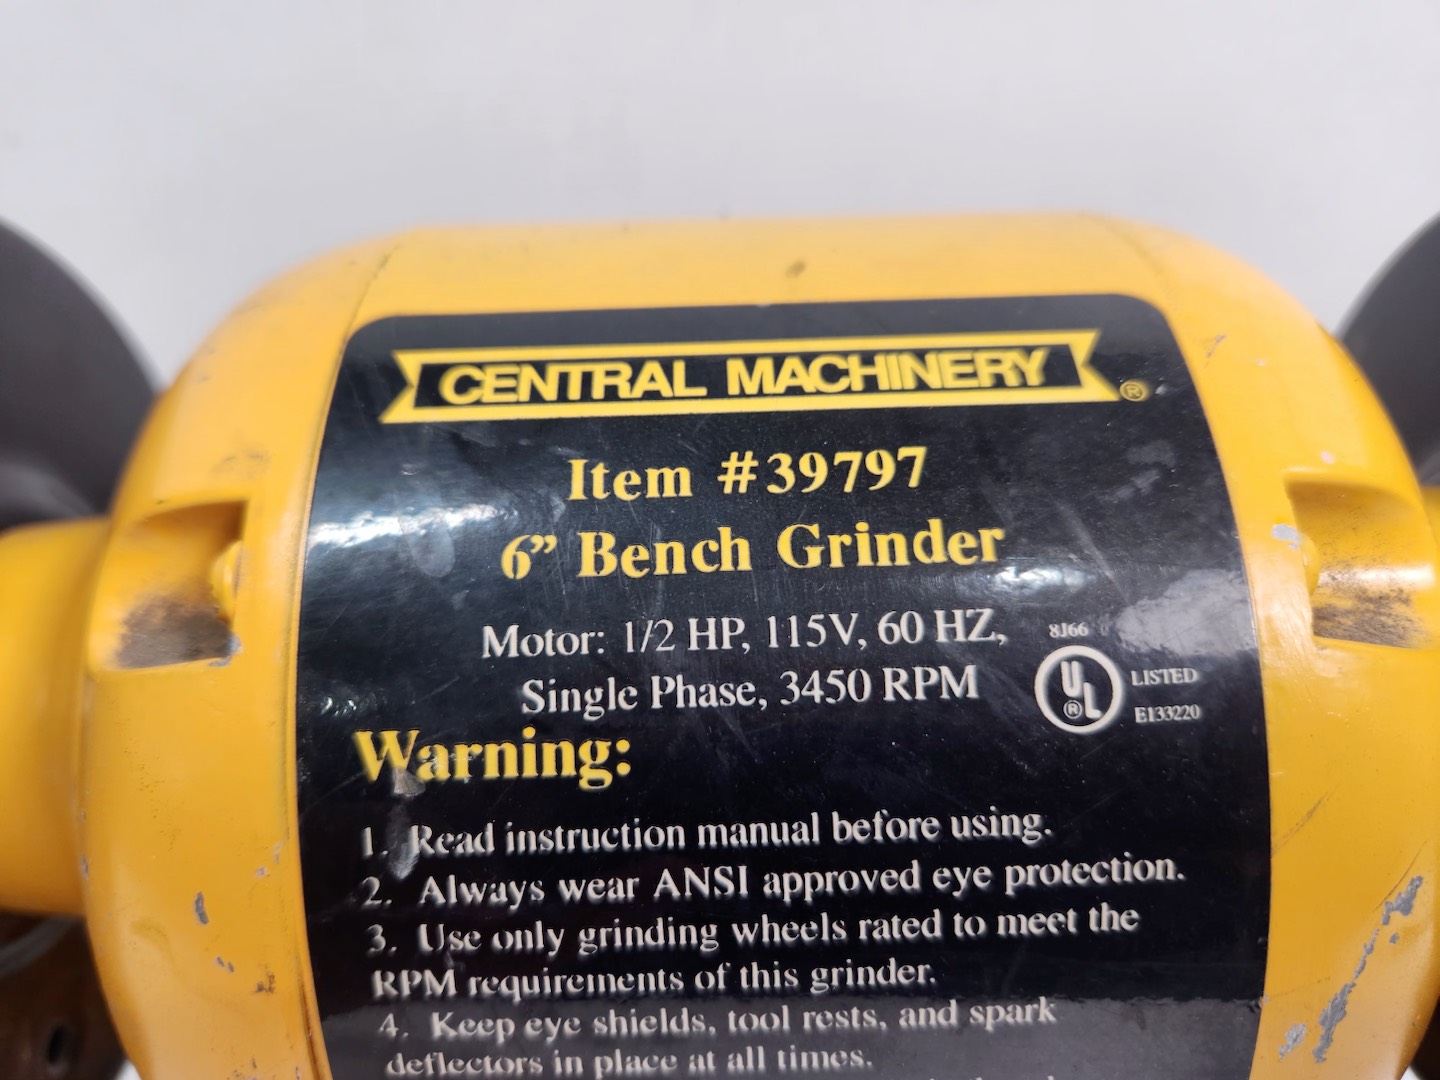 CENTRAL MACHINERY ®
Item #39797
6” Bench Grinder
Motor: 1/2 HP, 115V, 60 HZ,
Single Phase, 3450 RPM
8J66
UL ® LISTED
E133220
Warning:
1. Read instruction manual before using.
2. Always wear ANSI approved eye protection.
3. Use only grinding wheels rated to meet the
RPM requirements of this grinder.
4. Keep eye shields, tool rests, and spark
deflectors in place at all times.